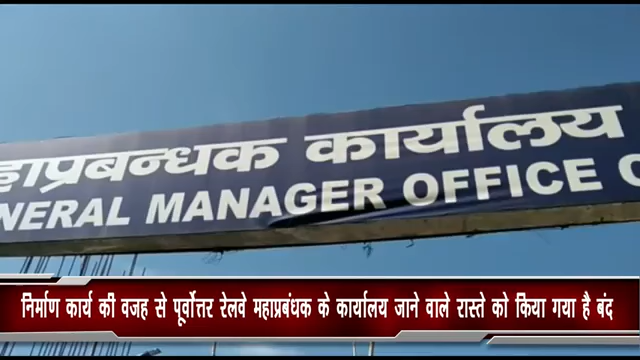 महाप्रबन्धक कार्यालय
GENERAL MANAGER OFFICE
निर्माण कार्य की वजह से पूर्वोत्तर रेलवे महाप्रबंधक के कार्यालय जाने वाले रास्ते को किया गया है बंद